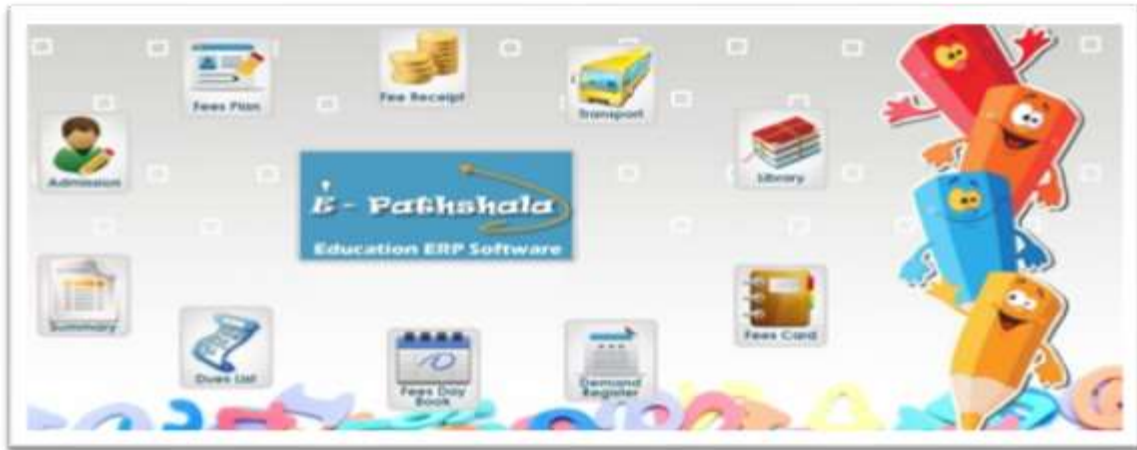 Fees Plan
Fee Receipt
Transport
Admission
Library
E - Pathshala
Education ERP Software
Summary
Fees Card
Dues List
Fees Day
Book
Demand
Register